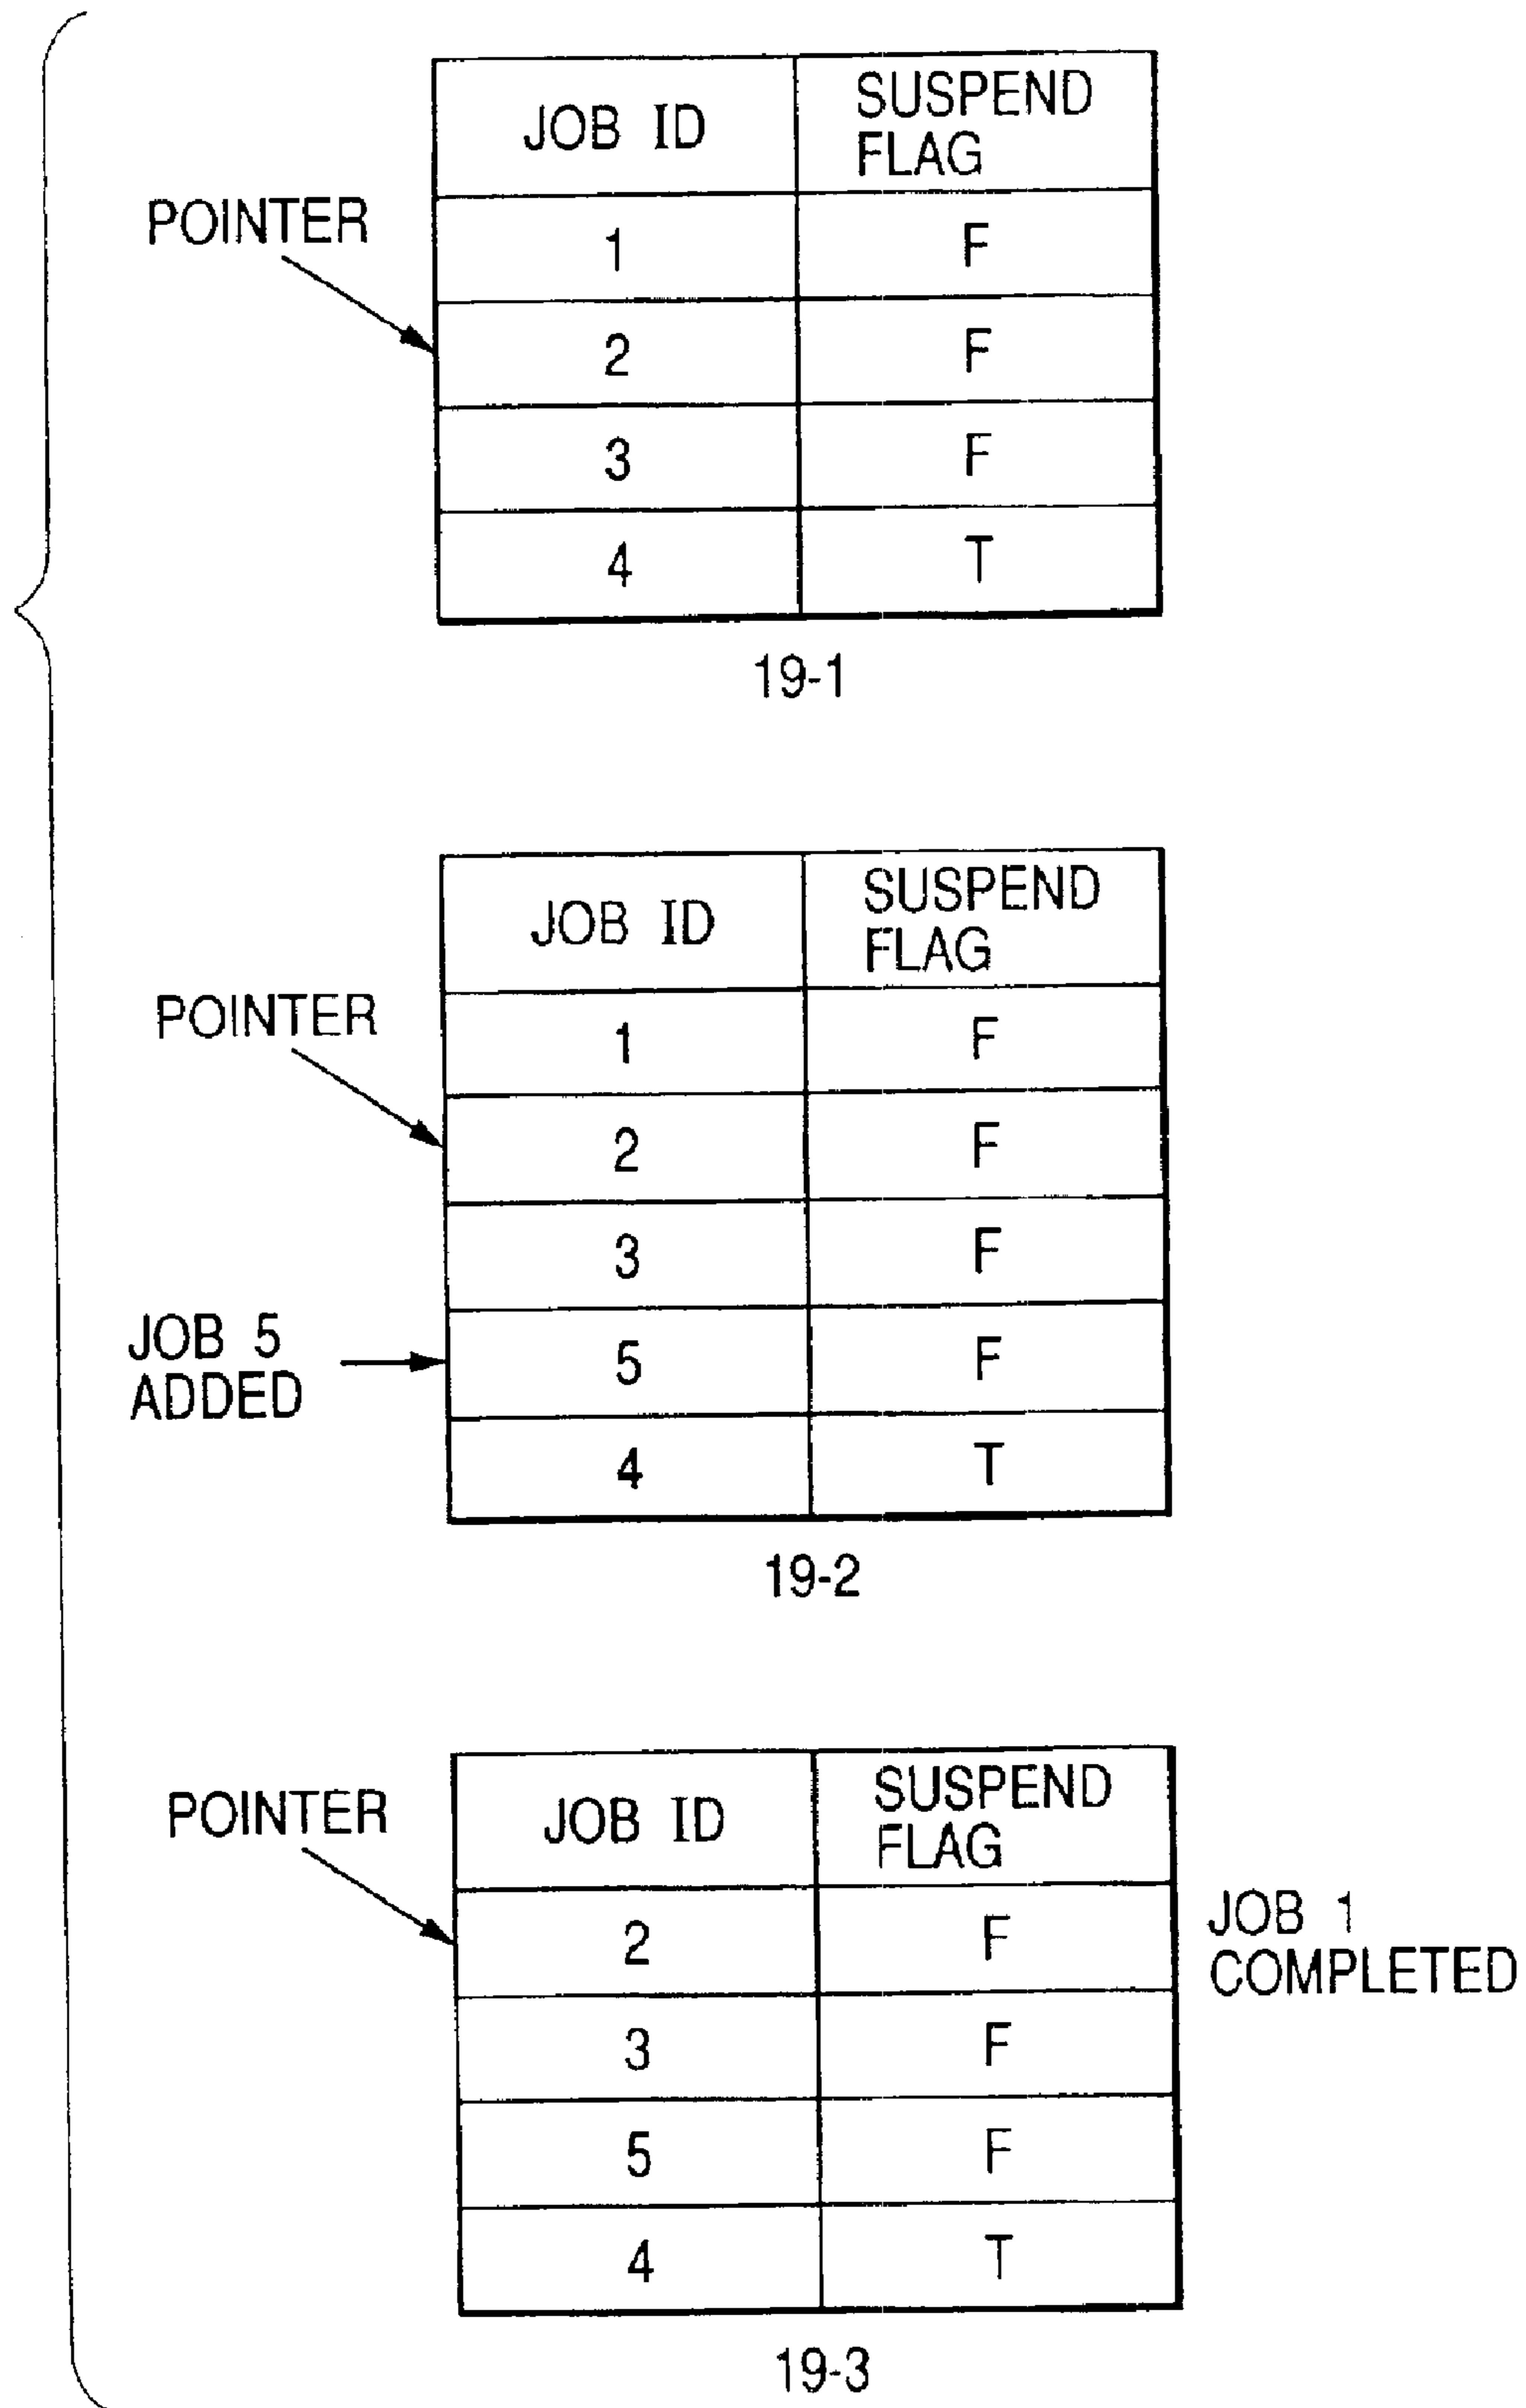 JOB ID SUSPEND FLAG
POINTER
1 F
2 F
3 F
4 T
19-1
JOB ID SUSPEND FLAG
POINTER
1 F
2 F
3 F
JOB 5 ADDED
5 F
4 T
19-2
POINTER
JOB ID SUSPEND FLAG
2 F
JOB 1 COMPLETED
3 F
5 F
4 T
19-3